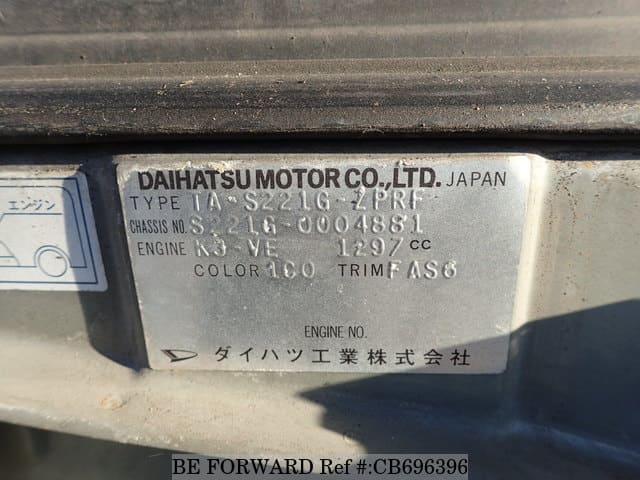 エンジン
DAIHATSU MOTOR CO.,LTD. JAPAN
TYPE TA-S221G-ZPRF
CHASSIS NO. S221G-0004881
ENGINE K3-VE 1297 CC
COLOR 1C0 TRIM FAS6
ENGINE NO.
ダイハツ工業株式会社
BE FORWARD Ref #:CB696396